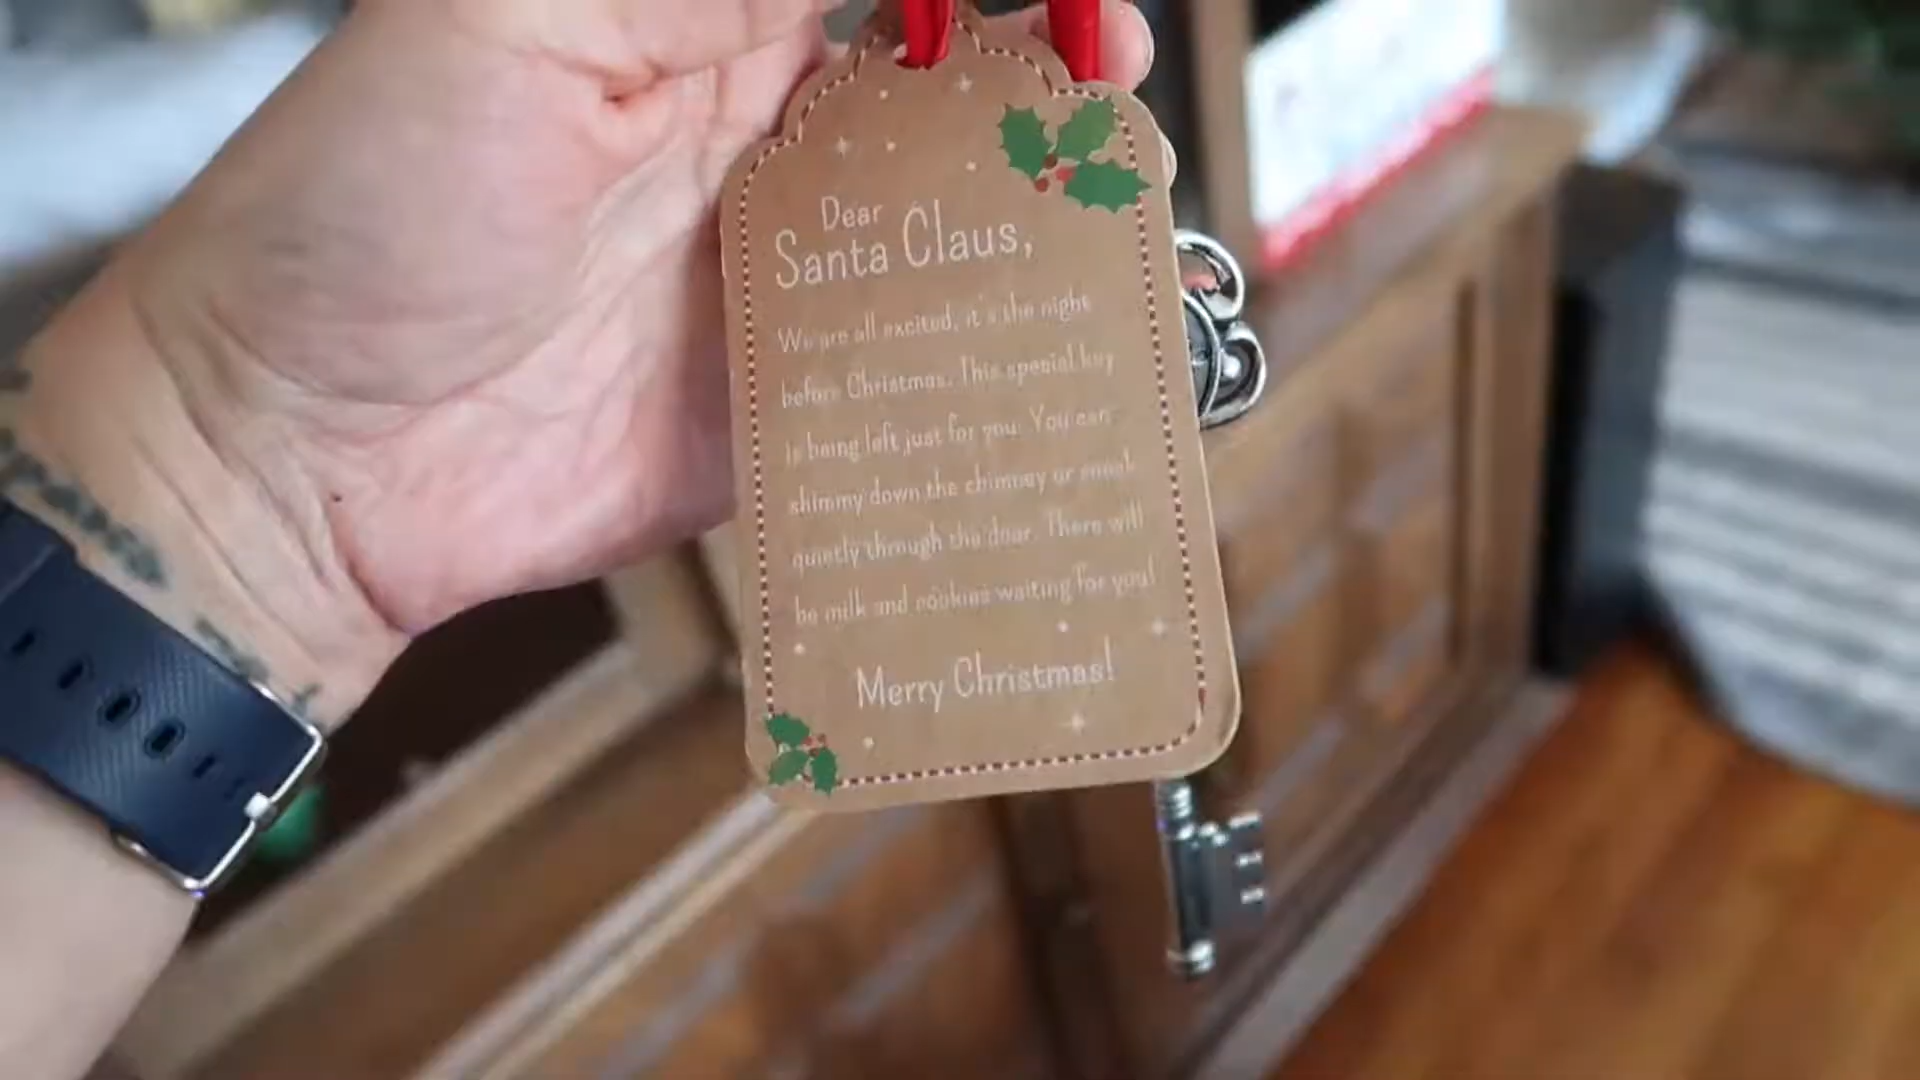 Dear
Santa Claus,
We are all excited, it's the night
before Christmas. This special key
is being left just for you. You can
shimmy down the chimney or sneak
quietly through the door. There will
be milk and cookies waiting for you!
Merry Christmas!